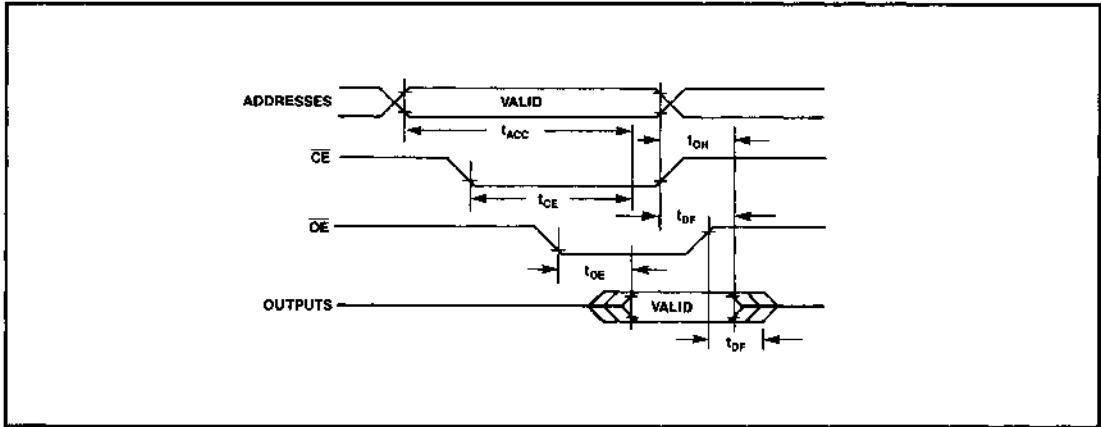 ADDRESSES VALID
tACC tOH
CE
tCE tDF
OE
tOE
OUTPUTS VALID
tDF